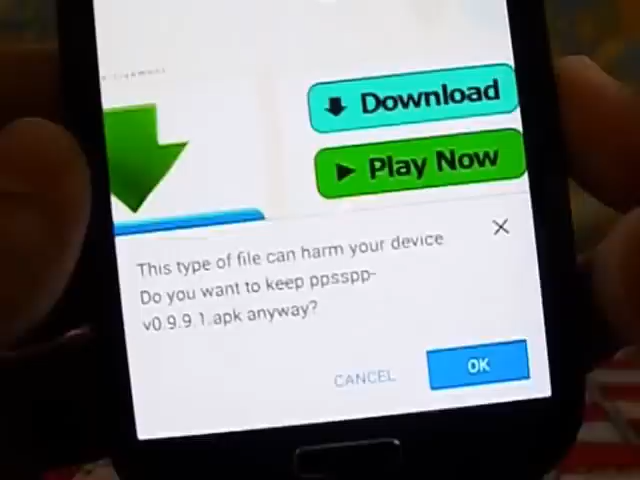 Download
Play Now
This type of file can harm your device
Do you want to keep ppsspp-
v0.9.9.1.apk anyway?
CANCEL
OK